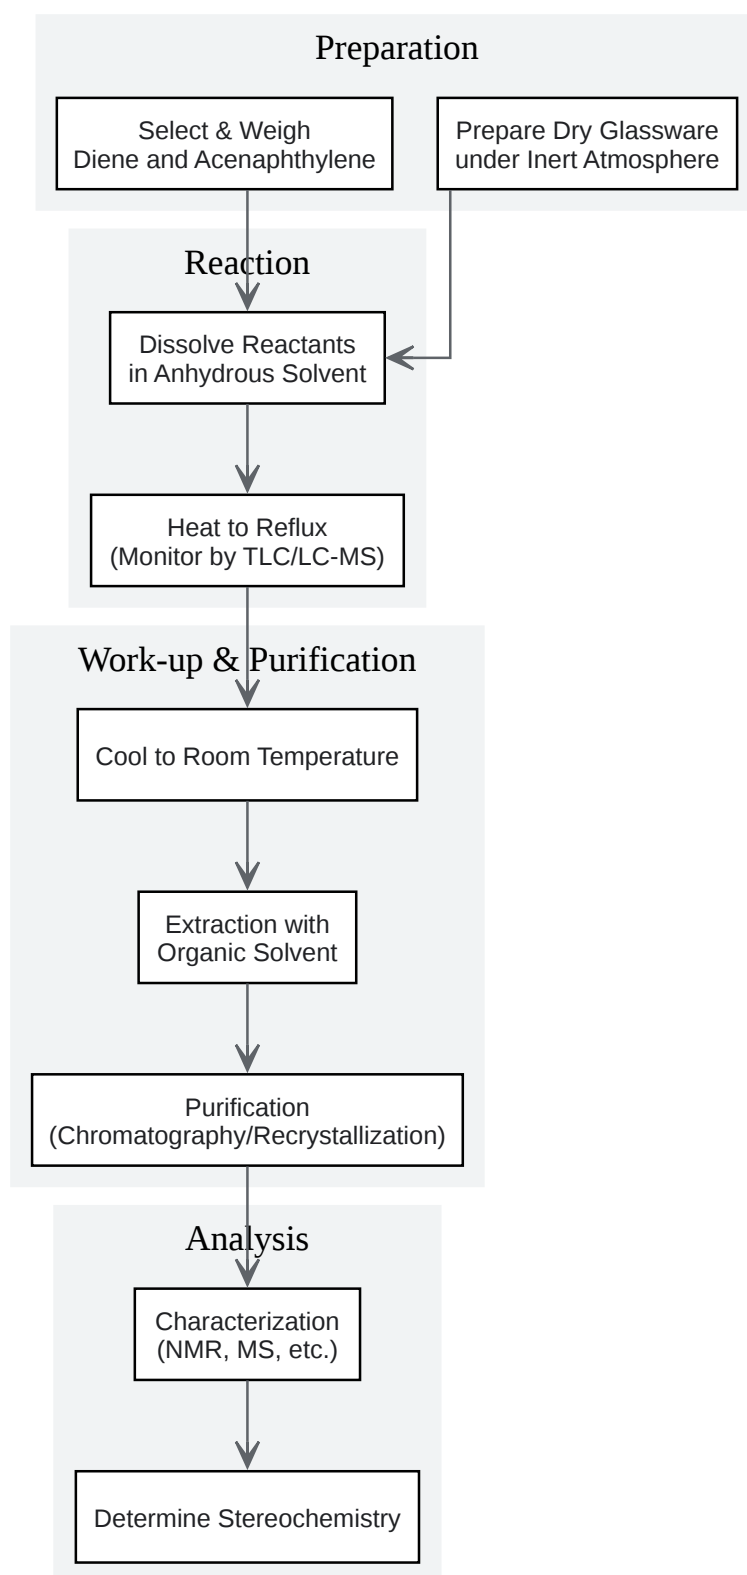 Preparation
Select & Weigh
Diene and Acenaphthylene
Prepare Dry Glassware
under Inert Atmosphere
Reaction
Dissolve Reactants
in Anhydrous Solvent
Heat to Reflux
(Monitor by TLC/LC-MS)
Work-up & Purification
Cool to Room Temperature
Extraction with
Organic Solvent
Purification
(Chromatography/Recrystallization)
Analysis
Characterization
(NMR, MS, etc.)
Determine Stereochemistry